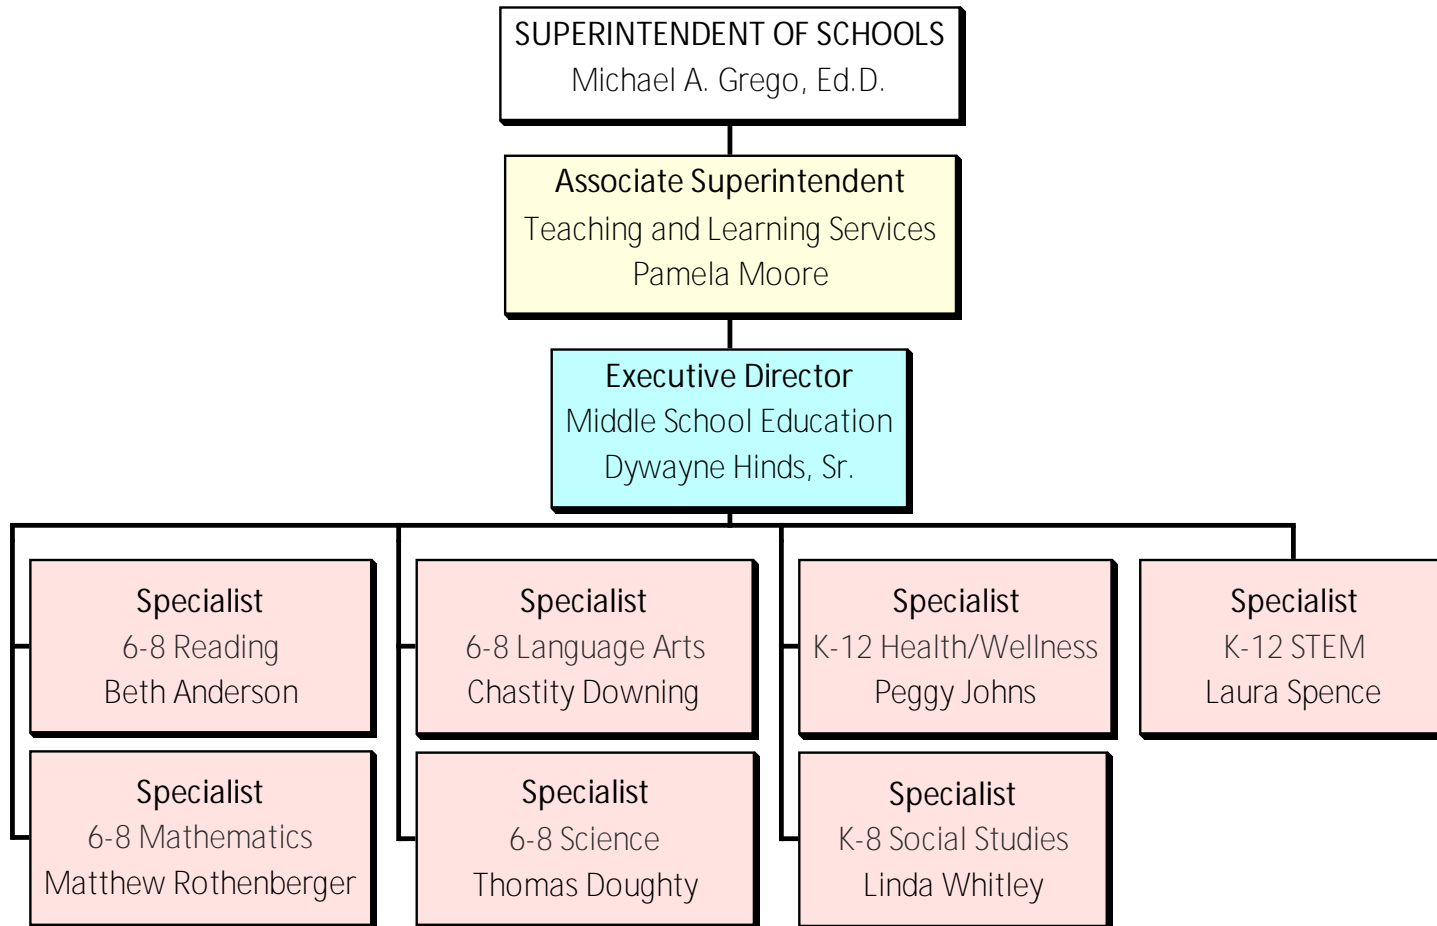 SUPERINTENDENT OF SCHOOLS
Michael A. Grego, Ed.D.
Associate Superintendent
Teaching and Learning Services
Pamela Moore
Executive Director
Middle School Education
Dywayne Hinds, Sr.
Specialist
6-8 Reading
Beth Anderson
Specialist
6-8 Language Arts
Chastity Downing
Specialist
K-12 Health/Wellness
Peggy Johns
Specialist
K-12 STEM
Laura Spence
Specialist
6-8 Mathematics
Matthew Rothenberger
Specialist
6-8 Science
Thomas Doughty
Specialist
K-8 Social Studies
Linda Whitley